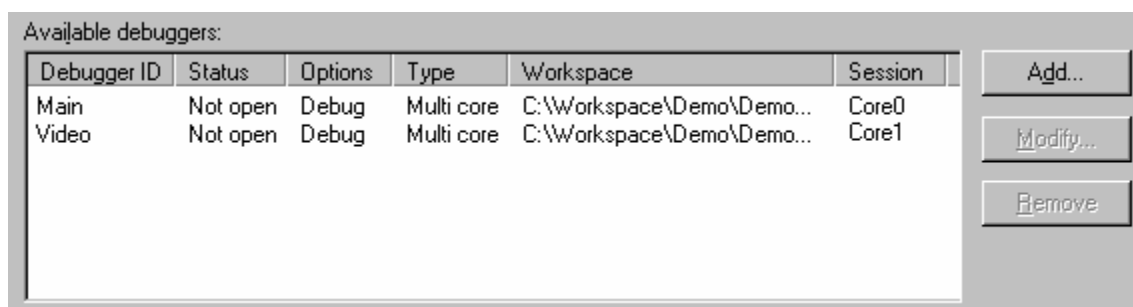 Available debuggers:
Debugger ID Status Options Type Workspace Session
Main Not open Debug Multi core C:\Workspace\Demo\Demo... Core0
Video Not open Debug Multi core C:\Workspace\Demo\Demo... Core1
Add...
Modify...
Remove